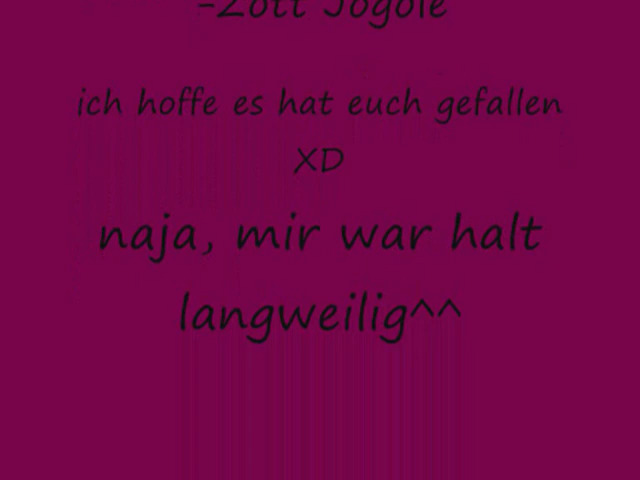 -Zott Jogole
ich hoffe es hat euch gefallen
XD
naja, mir war halt
langweilig^^